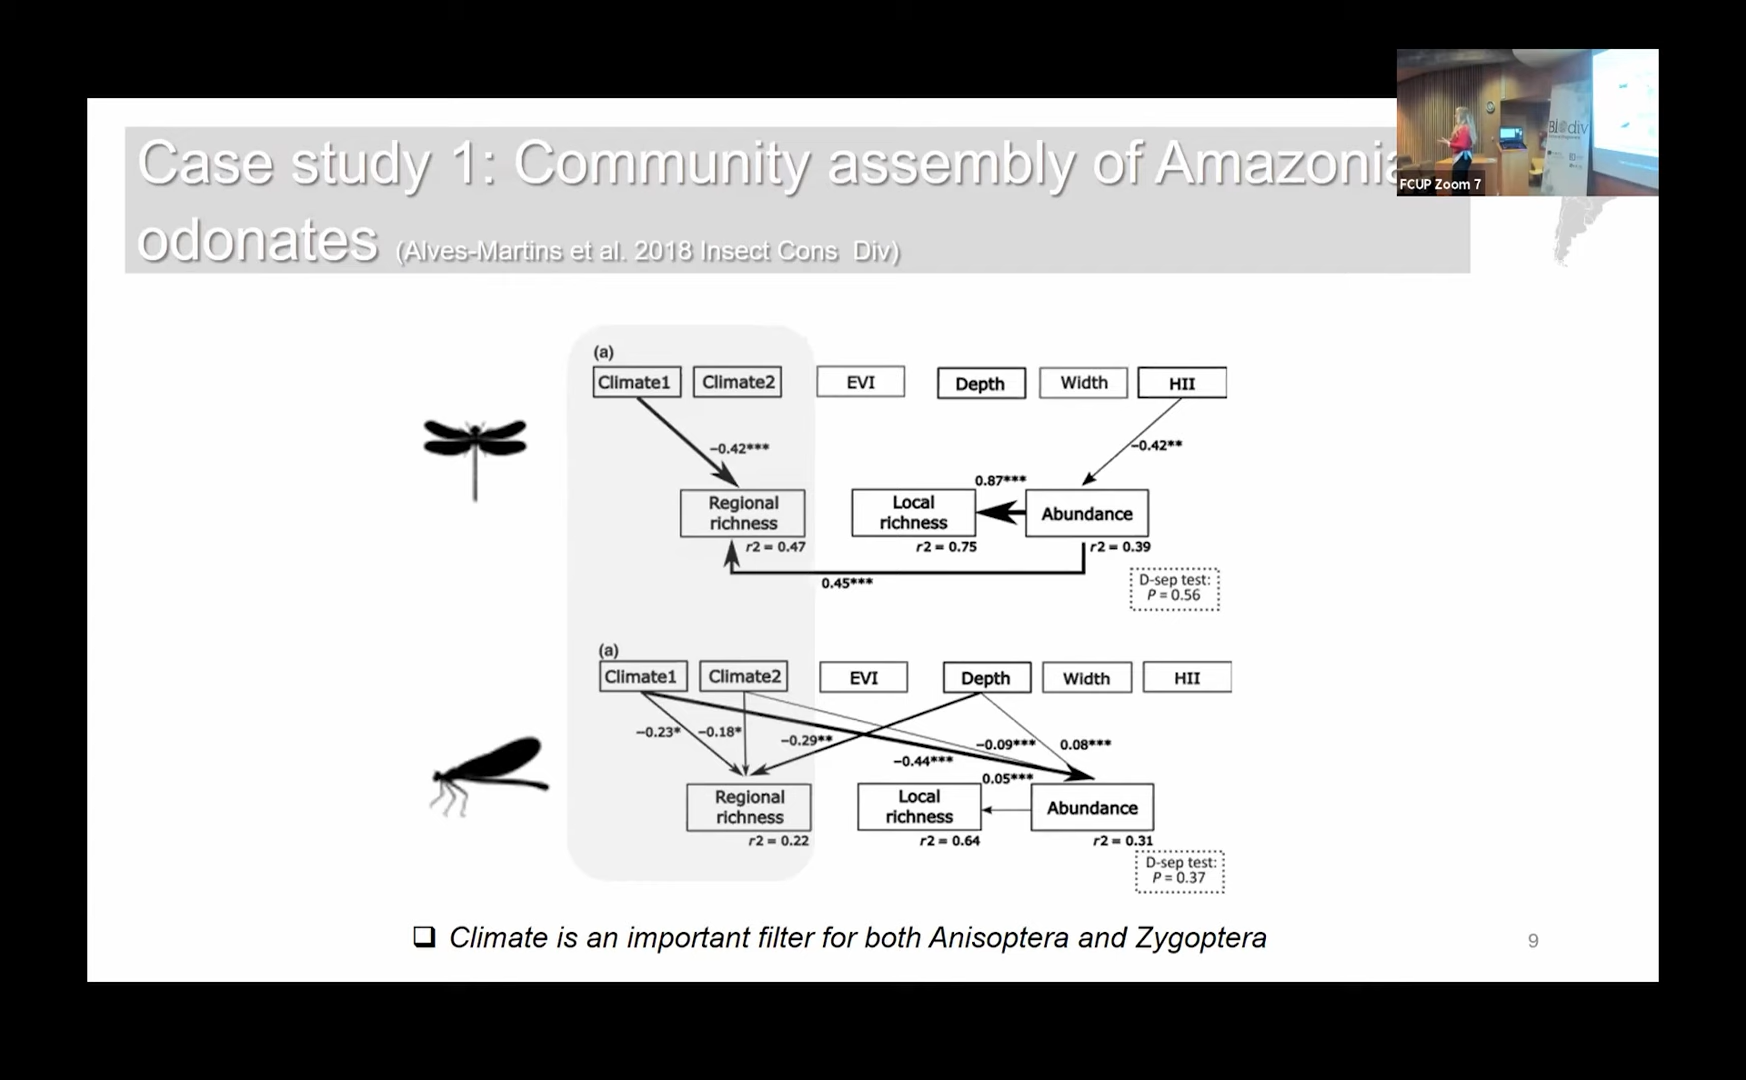 Case study 1: Community assembly of Amazonia
odonates (Alves-Martins et al. 2018 Insect Cons Div)
FCUP Zoom 7
BIodiv
(a)
Climate1 Climate2 EVI Depth Width HII
−0.42*** −0.42**
0.87***
Regional richness Local richness Abundance
r2 = 0.47 r2 = 0.75 r2 = 0.39
0.45***
D-sep test:
P = 0.56
(a)
Climate1 Climate2 EVI Depth Width HII
−0.23* −0.18* −0.29** −0.09*** 0.08***
−0.44***
0.05***
Regional richness Local richness Abundance
r2 = 0.22 r2 = 0.64 r2 = 0.31
D-sep test:
P = 0.37
❑ Climate is an important filter for both Anisoptera and Zygoptera
9